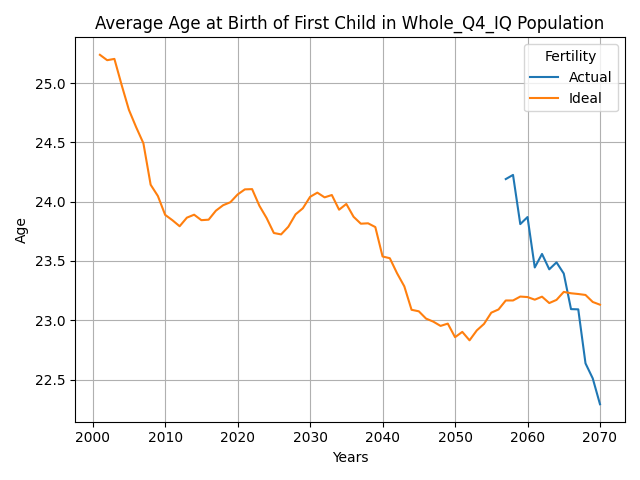 Average Age at Birth of First Child in Whole_Q4_IQ Population
Fertility
Actual
Ideal
25.0
24.5
24.0
23.5
23.0
22.5
Age
2000 2010 2020 2030 2040 2050 2060 2070
Years